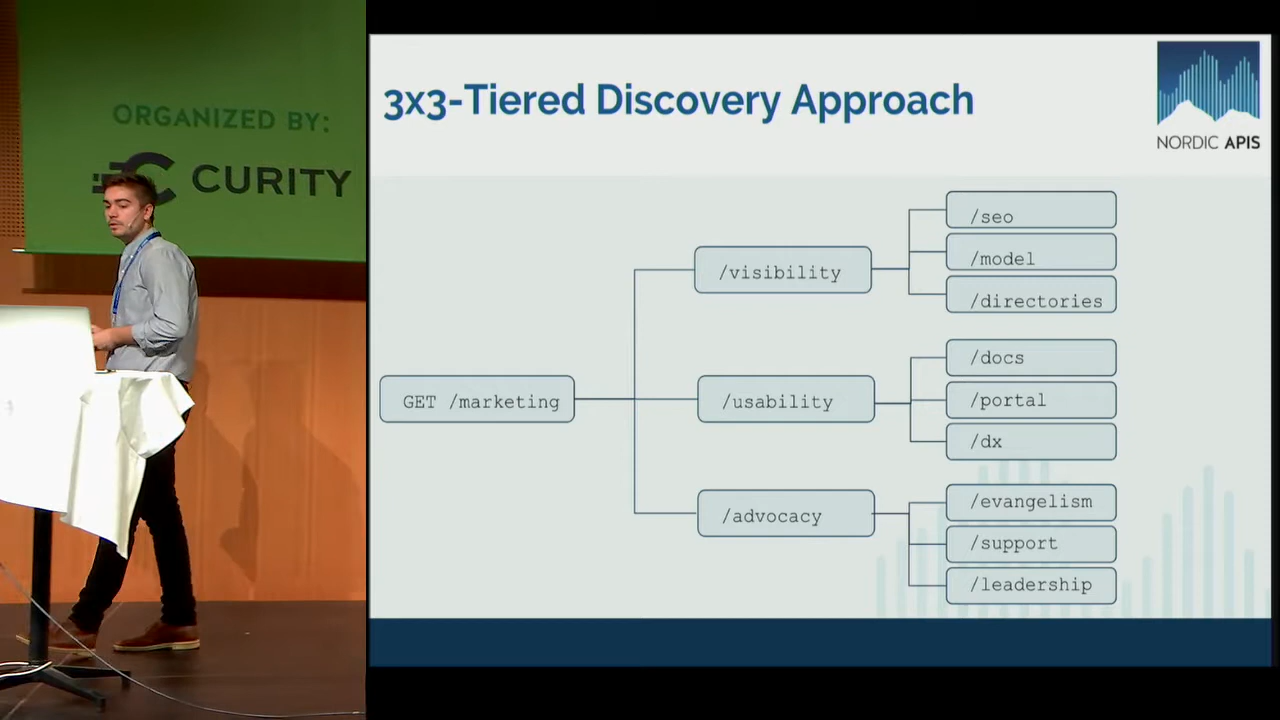 ORGANIZED BY:
CURITY
3x3-Tiered Discovery Approach
NORDIC APIS
GET /marketing
/visibility
/seo
/model
/directories
/usability
/docs
/portal
/dx
/advocacy
/evangelism
/support
/leadership